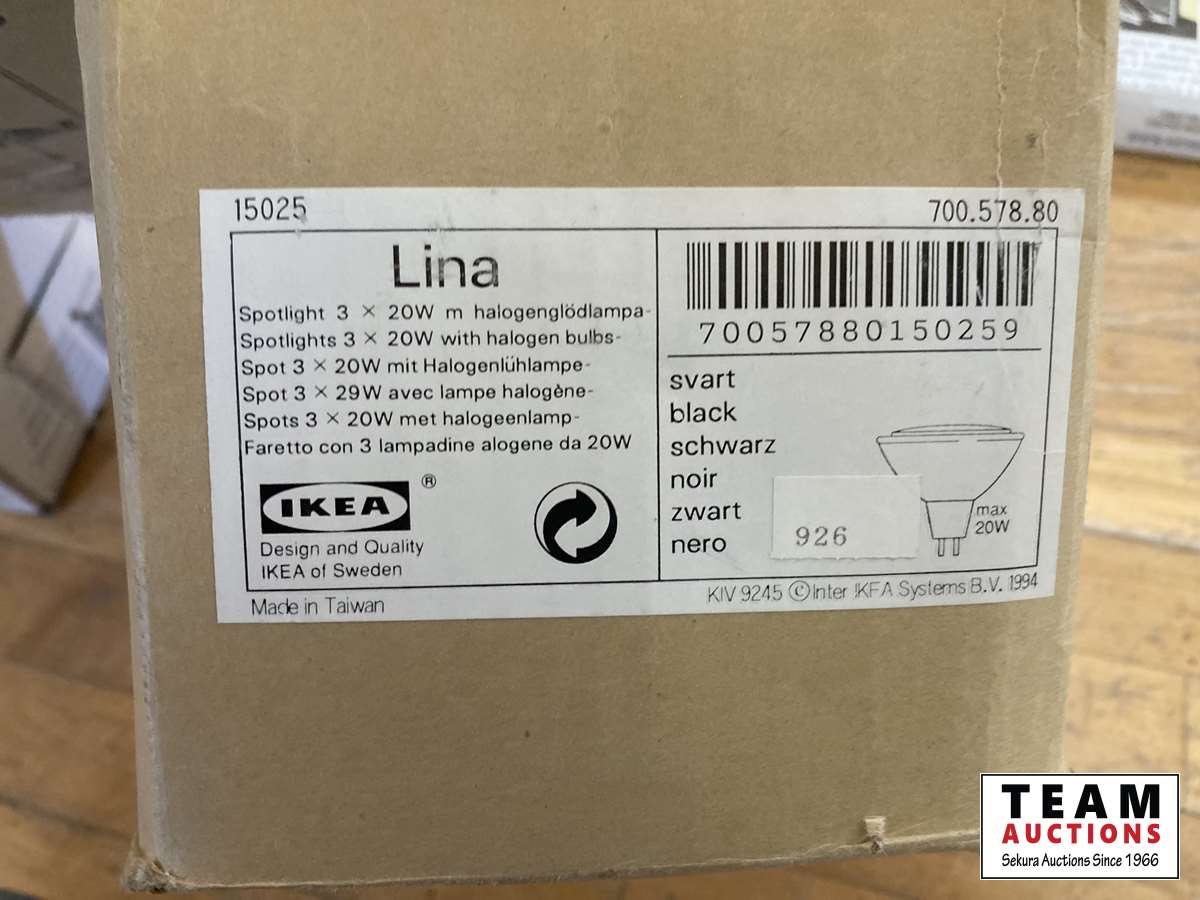 15025
700.578.80
Lina
Spotlight 3 × 20W m halogenglödlampa-
Spotlights 3 × 20W with halogen bulbs-
Spot 3 × 20W mit Halogenlühlampe-
Spot 3 × 29W avec lampe halogène-
Spots 3 × 20W met halogeenlamp-
Faretto con 3 lampadine alogene da 20W
IKEA ®
Design and Quality
IKEA of Sweden
Made in Taiwan
70057880150259
svart
black
schwarz
noir
zwart
nero
926
max
20W
KIV 9245 © Inter IKEA Systems B.V. 1994
TEAM
AUCTIONS
Sekura Auctions Since 1966